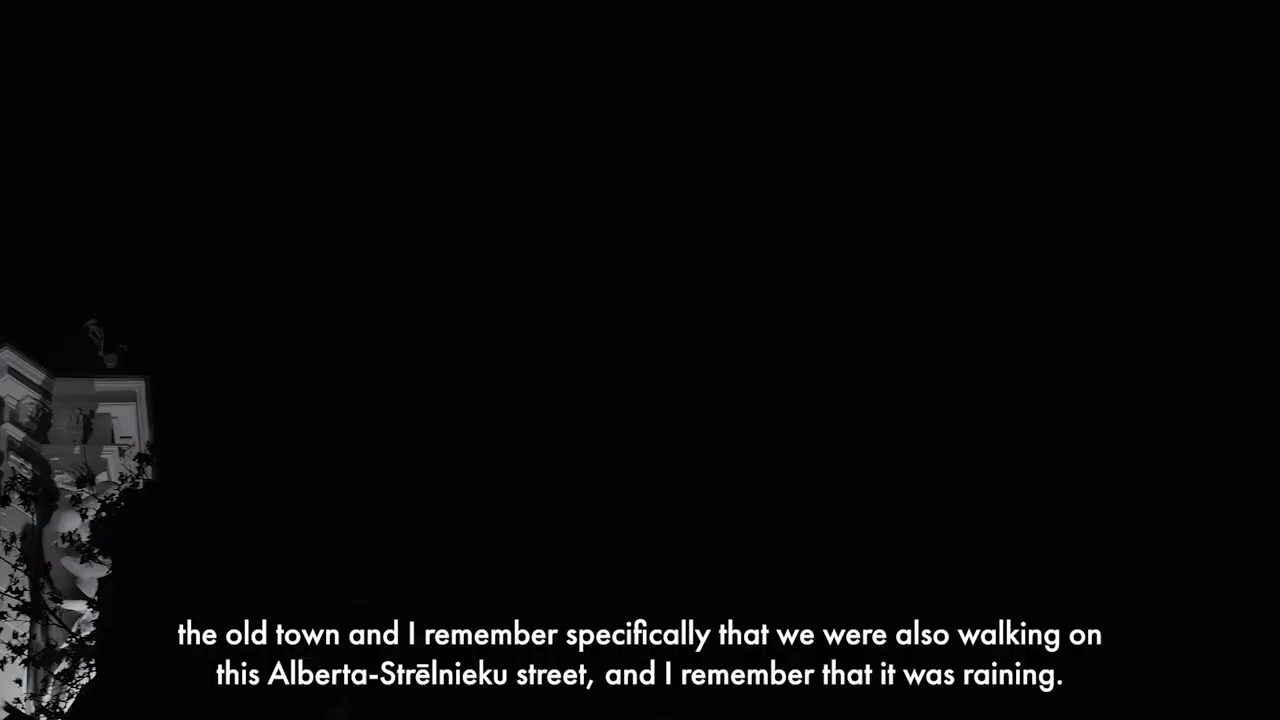 the old town and I remember specifically that we were also walking on
this Alberta-Strēlnieku street, and I remember that it was raining.